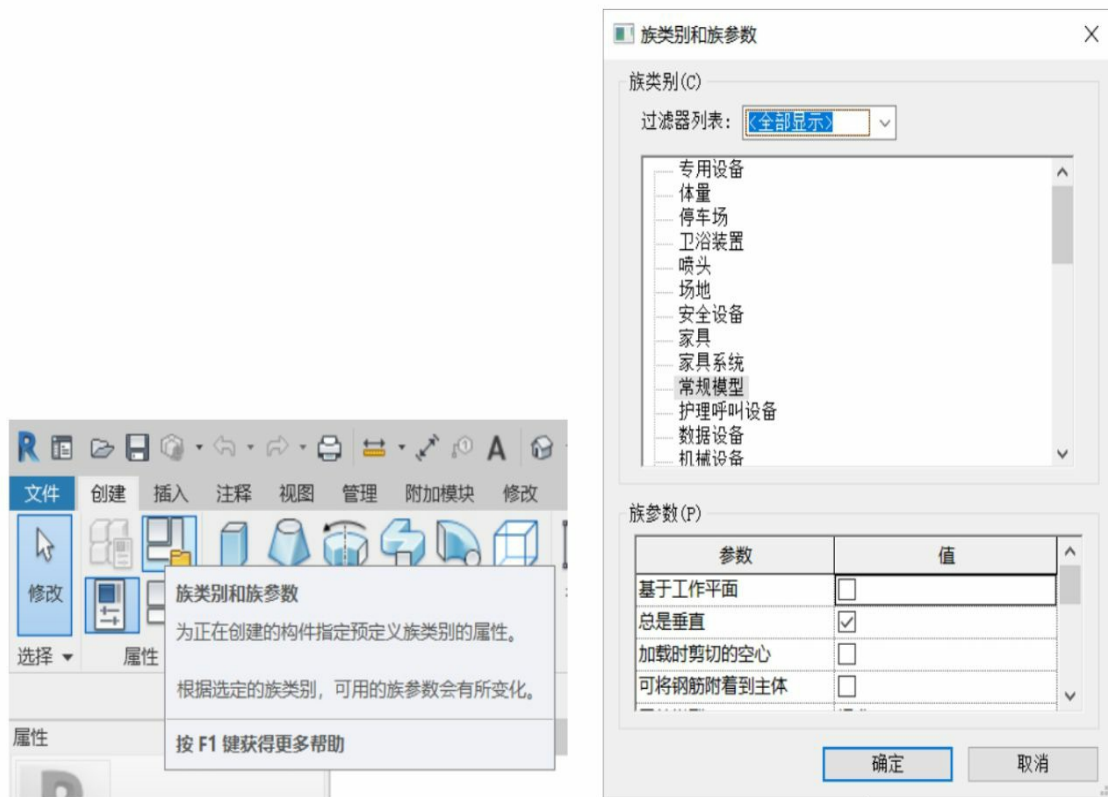 族类别和族参数
族类别(C)
过滤器列表: <全部显示>
专用设备
体量
停车场
卫浴装置
喷头
场地
安全设备
家具
家具系统
常规模型
护理呼叫设备
数据设备
机械设备
族参数(P)
参数 值
基于工作平面
总是垂直
加载时剪切的空心
可将钢筋附着到主体
确定 取消
文件 创建 插入 注释 视图 管理 附加模块 修改
修改
选择 属性
族类别和族参数
为正在创建的构件指定预定义族类别的属性。
根据选定的族类别，可用的族参数会有所变化。
按 F1 键获得更多帮助
属性